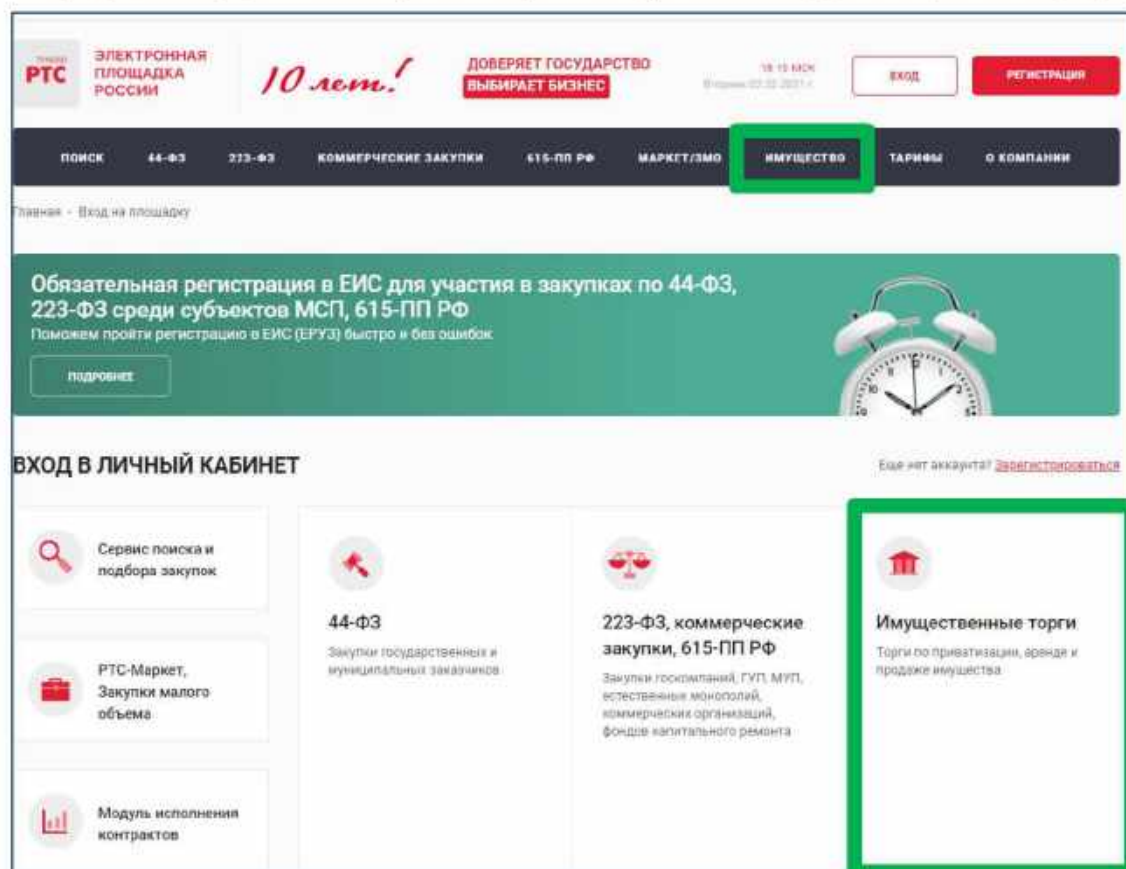 РТС
ЭЛЕКТРОННАЯ
ПЛОЩАДКА
РОССИИ
10 лет!
ДОВЕРЯЕТ ГОСУДАРСТВО
ВЫБИРАЕТ БИЗНЕС
ВХОД
РЕГИСТРАЦИЯ
ПОИСК 44-ФЗ 223-ФЗ КОММЕРЧЕСКИЕ ЗАКУПКИ 615-ПП РФ МАРКЕТ/ЗМО ИМУЩЕСТВО ТАРИФЫ О КОМПАНИИ
Главная - Вход на площадку
Обязательная регистрация в ЕИС для участия в закупках по 44-ФЗ,
223-ФЗ среди субъектов МСП, 615-ПП РФ
Поможем пройти регистрацию в ЕИС (ЕРУЗ) быстро и без ошибок
ПОДРОБНЕЕ
ВХОД В ЛИЧНЫЙ КАБИНЕТ
Еще нет аккаунта? Зарегистрироваться
Сервис поиска и
подбора закупок
РТС-Маркет,
Закупки малого
объема
Модуль исполнения
контрактов
44-ФЗ
Закупки государственных и
муниципальных заказчиков
223-ФЗ, коммерческие
закупки, 615-ПП РФ
Закупки госкомпаний, ГУП, МУП,
естественных монополий,
коммерческих организаций,
фондов капитального ремонта
Имущественные торги
Торги по приватизации, аренде и
продаже имущества